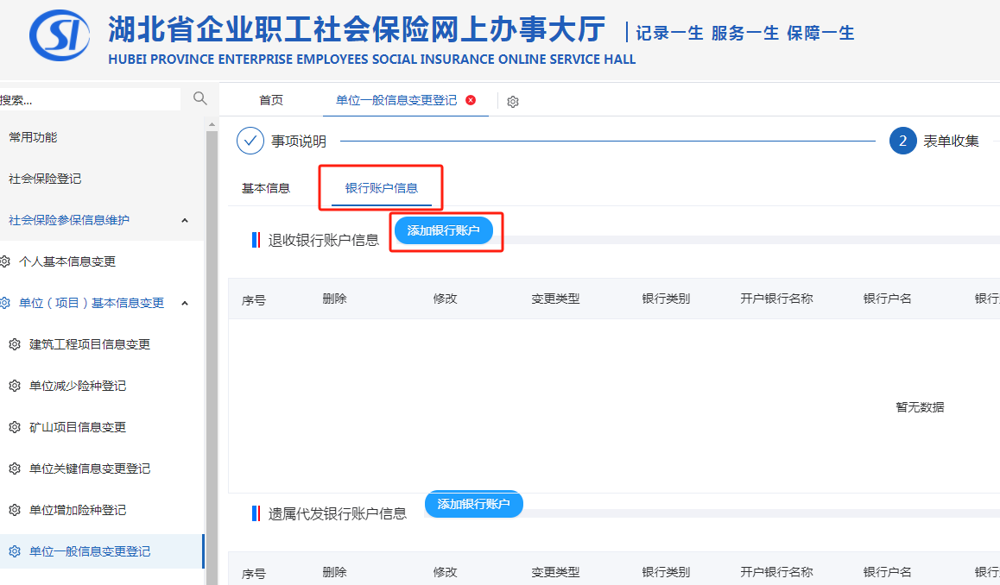 SI
湖北省企业职工社会保险网上办事大厅
记录一生 服务一生 保障一生
HUBEI PROVINCE ENTERPRISE EMPLOYEES SOCIAL INSURANCE ONLINE SERVICE HALL
搜索...
首页 单位一般信息变更登记
常用功能
社会保险登记
社会保险参保信息维护
个人基本信息变更
单位（项目）基本信息变更
建筑工程项目信息变更
单位减少险种登记
矿山项目信息变更
单位关键信息变更登记
单位增加险种登记
单位一般信息变更登记
事项说明 2 表单收集
基本信息 银行账户信息
退收银行账户信息 添加银行账户
序号 删除 修改 变更类型 银行类别 开户银行名称 银行户名 银行
暂无数据
遗属代发银行账户信息 添加银行账户
序号 删除 修改 变更类型 银行类别 开户银行名称 银行户名 银行